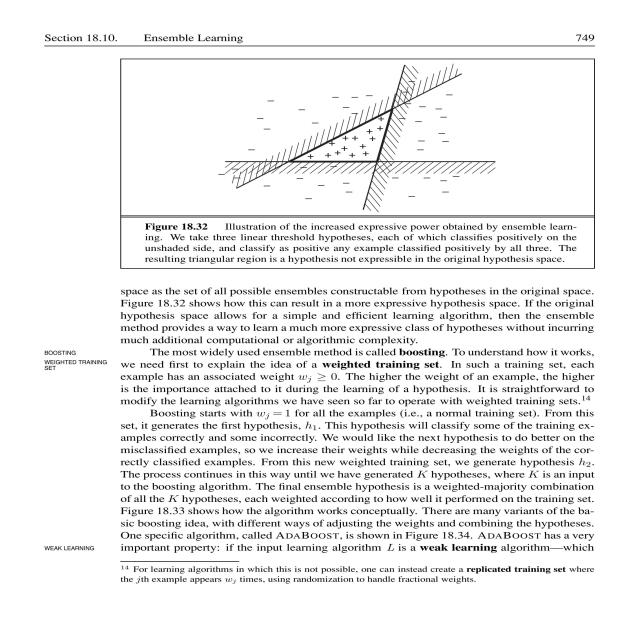 Section 18.10. Ensemble Learning 749
Figure 18.32 Illustration of the increased expressive power obtained by ensemble learn-
ing. We take three linear threshold hypotheses, each of which classifies positively on the
unshaded side, and classify as positive any example classified positively by all three. The
resulting triangular region is a hypothesis not expressible in the original hypothesis space.
space as the set of all possible ensembles constructable from hypotheses in the original space.
Figure 18.32 shows how this can result in a more expressive hypothesis space. If the original
hypothesis space allows for a simple and efficient learning algorithm, then the ensemble
method provides a way to learn a much more expressive class of hypotheses without incurring
much additional computational or algorithmic complexity.
BOOSTING
The most widely used ensemble method is called boosting. To understand how it works,
WEIGHTED TRAINING
SET
we need first to explain the idea of a weighted training set. In such a training set, each
example has an associated weight wj ≥ 0. The higher the weight of an example, the higher
is the importance attached to it during the learning of a hypothesis. It is straightforward to
modify the learning algorithms we have seen so far to operate with weighted training sets.14
Boosting starts with wj = 1 for all the examples (i.e., a normal training set). From this
set, it generates the first hypothesis, h1. This hypothesis will classify some of the training ex-
amples correctly and some incorrectly. We would like the next hypothesis to do better on the
misclassified examples, so we increase their weights while decreasing the weights of the cor-
rectly classified examples. From this new weighted training set, we generate hypothesis h2.
The process continues in this way until we have generated K hypotheses, where K is an input
to the boosting algorithm. The final ensemble hypothesis is a weighted-majority combination
of all the K hypotheses, each weighted according to how well it performed on the training set.
Figure 18.33 shows how the algorithm works conceptually. There are many variants of the ba-
sic boosting idea, with different ways of adjusting the weights and combining the hypotheses.
One specific algorithm, called ADABOOST, is shown in Figure 18.34. ADABOOST has a very
WEAK LEARNING
important property: if the input learning algorithm L is a weak learning algorithm—which
14 For learning algorithms in which this is not possible, one can instead create a replicated training set where
the jth example appears wj times, using randomization to handle fractional weights.